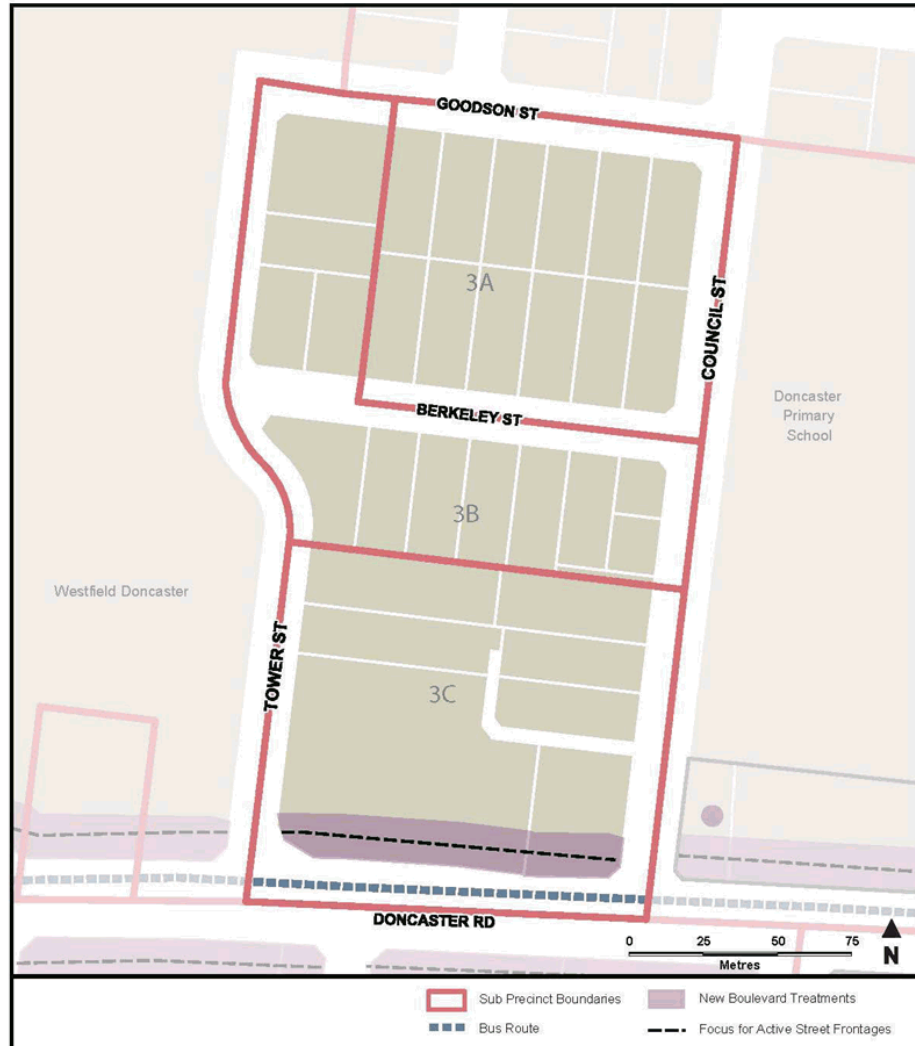 GOODSON ST
3A
COUNCIL ST
Doncaster
Primary
School
BERKELEY ST
3B
Westfield Doncaster
TOWER ST
3C
DONCASTER RD
0 25 50 75
Metres
N
Sub Precinct Boundaries
New Boulevard Treatments
Bus Route
Focus for Active Street Frontages